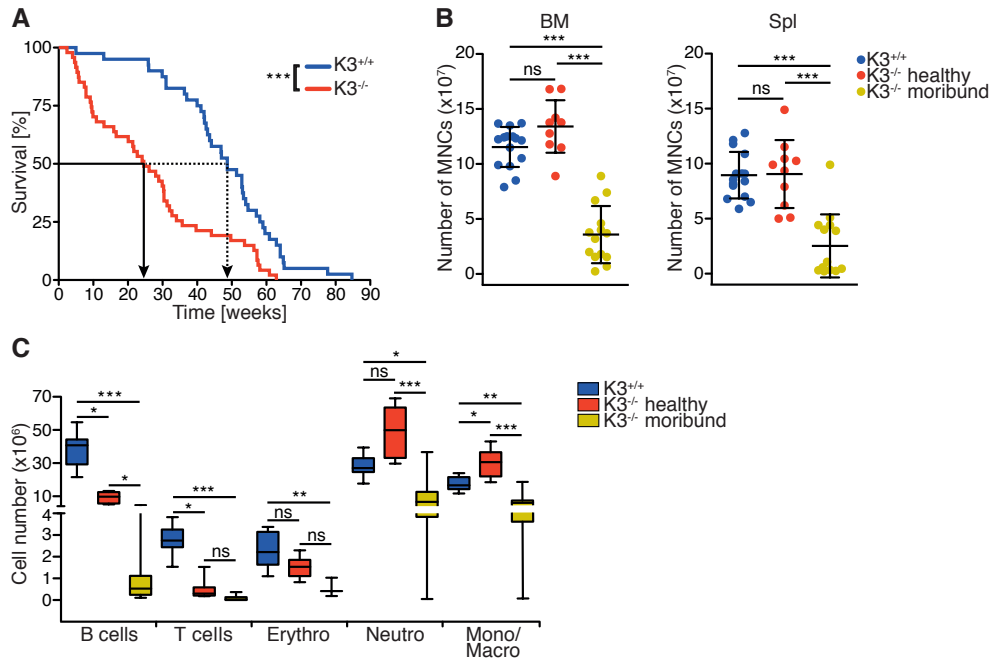 A
100
75
50
25
0
Survival [%]
***
K3+/+
K3-/-
0 10 20 30 40 50 60 70 80 90
Time [weeks]
B
BM
***
ns ***
20
15
10
5
0
Number of MNCs (x10⁷)
Spl
***
ns ***
20
15
10
5
0
Number of MNCs (x10⁷)
K3+/+
K3-/- healthy
K3-/- moribund
C
70
50
30
10
4
3
2
1
0
Cell number (x10⁶)
***
*
*
***
*
ns
**
ns
ns
*
ns
***
**
*
***
B cells T cells Erythro Neutro Mono/
Macro
K3+/+
K3-/- healthy
K3-/- moribund